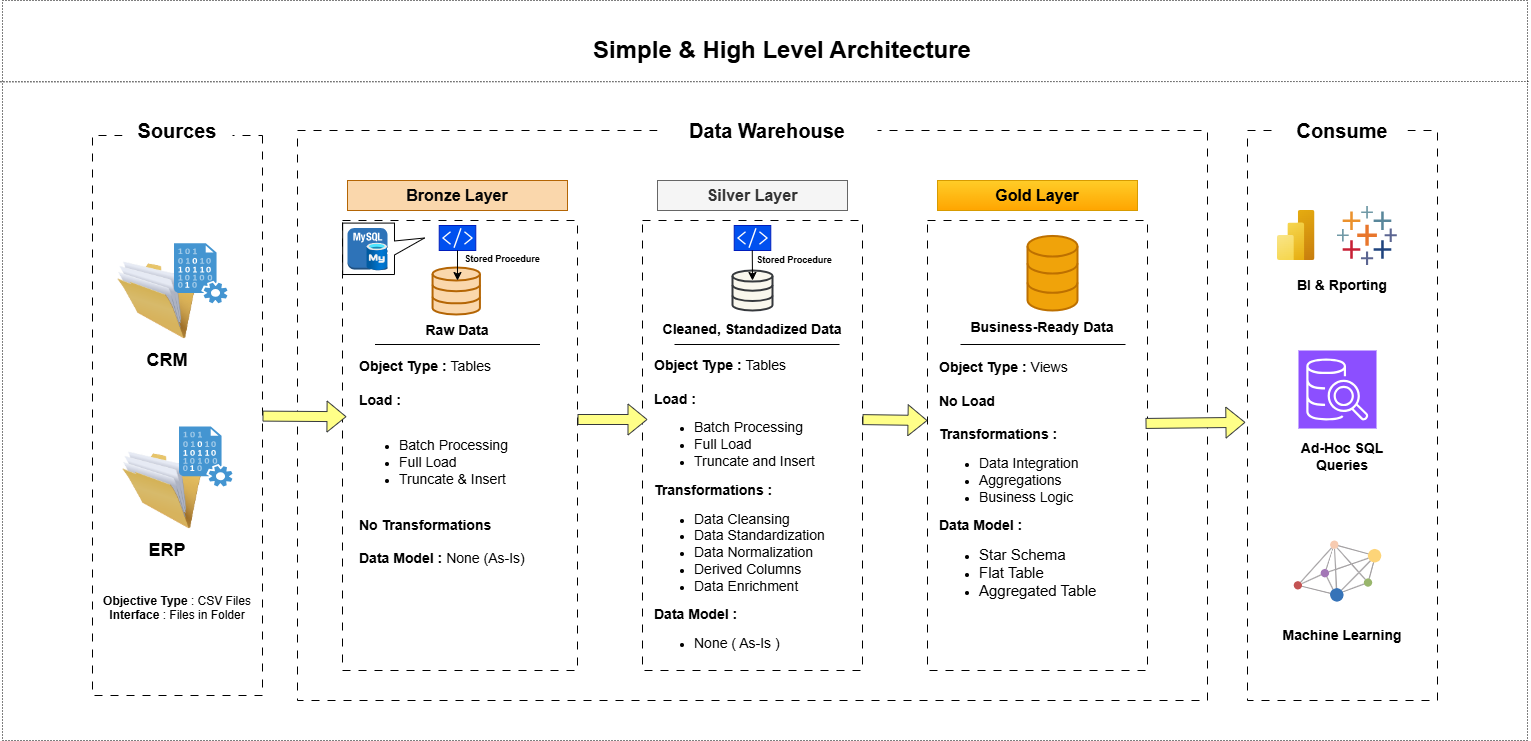 Simple & High Level Architecture
Sources
CRM
ERP
Objective Type : CSV Files
Interface : Files in Folder
Data Warehouse
Bronze Layer
MySQL
My
</>
Stored Procedure
Raw Data
Object Type : Tables
Load :
Batch Processing
Full Load
Truncate & Insert
No Transformations
Data Model : None (As-Is)
Silver Layer
</>
Stored Procedure
Cleaned, Standadized Data
Object Type : Tables
Load :
Batch Processing
Full Load
Truncate and Insert
Transformations :
Data Cleansing
Data Standardization
Data Normalization
Derived Columns
Data Enrichment
Data Model :
None ( As-Is )
Gold Layer
Business-Ready Data
Object Type : Views
No Load
Transformations :
Data Integration
Aggregations
Business Logic
Data Model :
Star Schema
Flat Table
Aggregated Table
Consume
BI & Rporting
Ad-Hoc SQL
Queries
Machine Learning